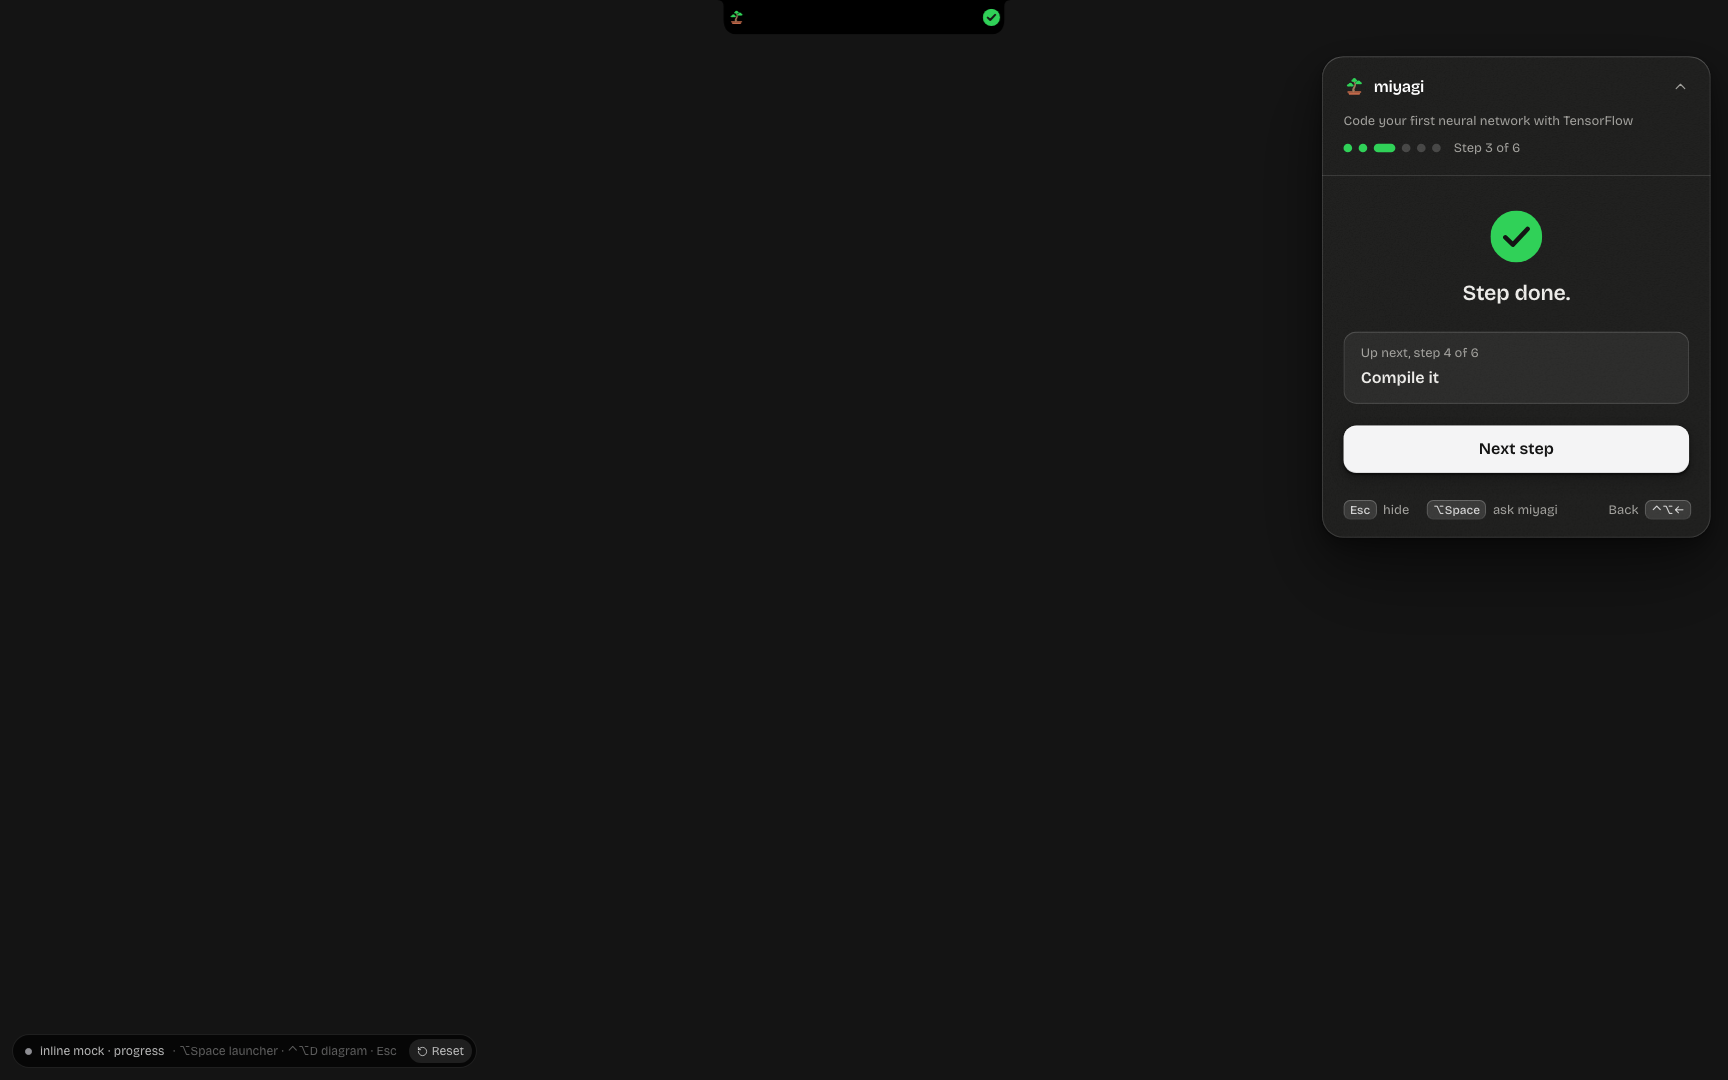 miyagi
Code your first neural network with TensorFlow
Step 3 of 6
Step done.
Up next, step 4 of 6
Compile it
Next step
Esc hide ⌥Space ask miyagi Back ^⌥←
inline mock · progress · ⌥Space launcher · ^⌥D diagram · Esc Reset